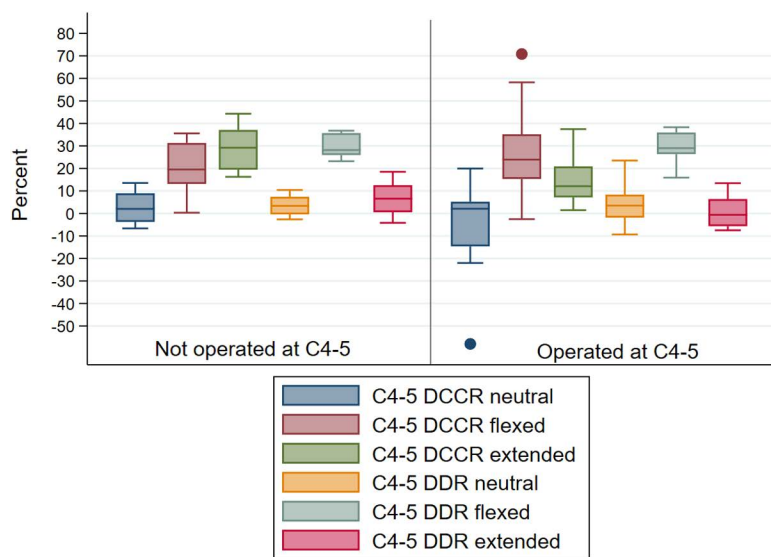 80
70
60
50
40
30
20
10
0
-10
-20
-30
-40
-50
Percent
Not operated at C4-5
Operated at C4-5
C4-5 DCCR neutral
C4-5 DCCR flexed
C4-5 DCCR extended
C4-5 DDR neutral
C4-5 DDR flexed
C4-5 DDR extended